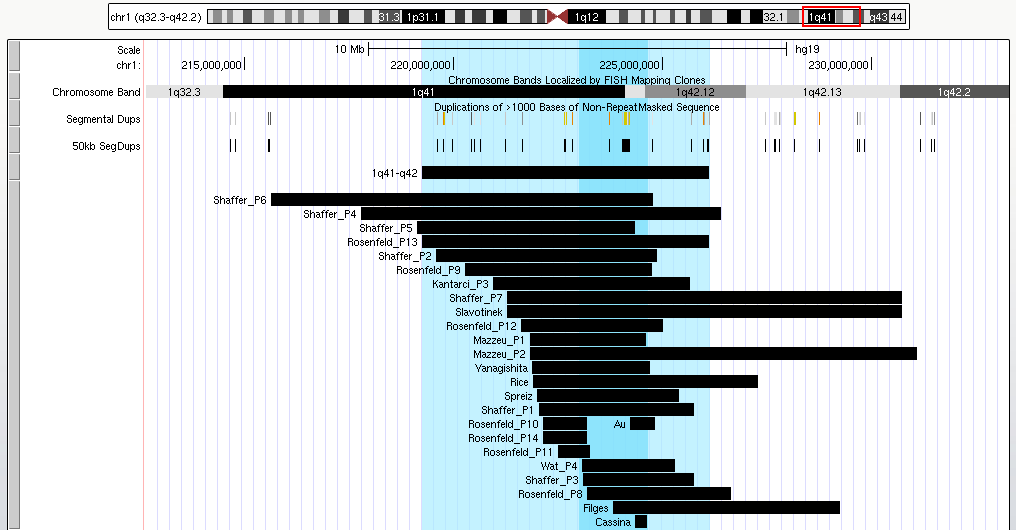 chr1 (q32.3-q42.2) 31.3 1p31.1 1q12 32.1 1q41 q43 44
Scale 10 Mb hg19
chr1: 215,000,000 220,000,000 225,000,000 230,000,000
Chromosome Bands Localized by FISH Mapping Clones
Chromosome Band 1q32.3 1q41 1q42.12 1q42.13 1q42.2
Duplications of >1000 Bases of Non-RepeatMasked Sequence
Segmental Dups
50kb SegDups
1q41-q42
Shaffer_P6
Shaffer_P4
Shaffer_P5
Rosenfeld_P13
Shaffer_P2
Rosenfeld_P9
Kantarci_P3
Shaffer_P7
Slavotinek
Rosenfeld_P12
Mazzeu_P1
Mazzeu_P2
Yanagishita
Rice
Spreiz
Shaffer_P1
Rosenfeld_P10 Au
Rosenfeld_P14
Rosenfeld_P11
Wat_P4
Shaffer_P3
Rosenfeld_P8
Filges
Cassina